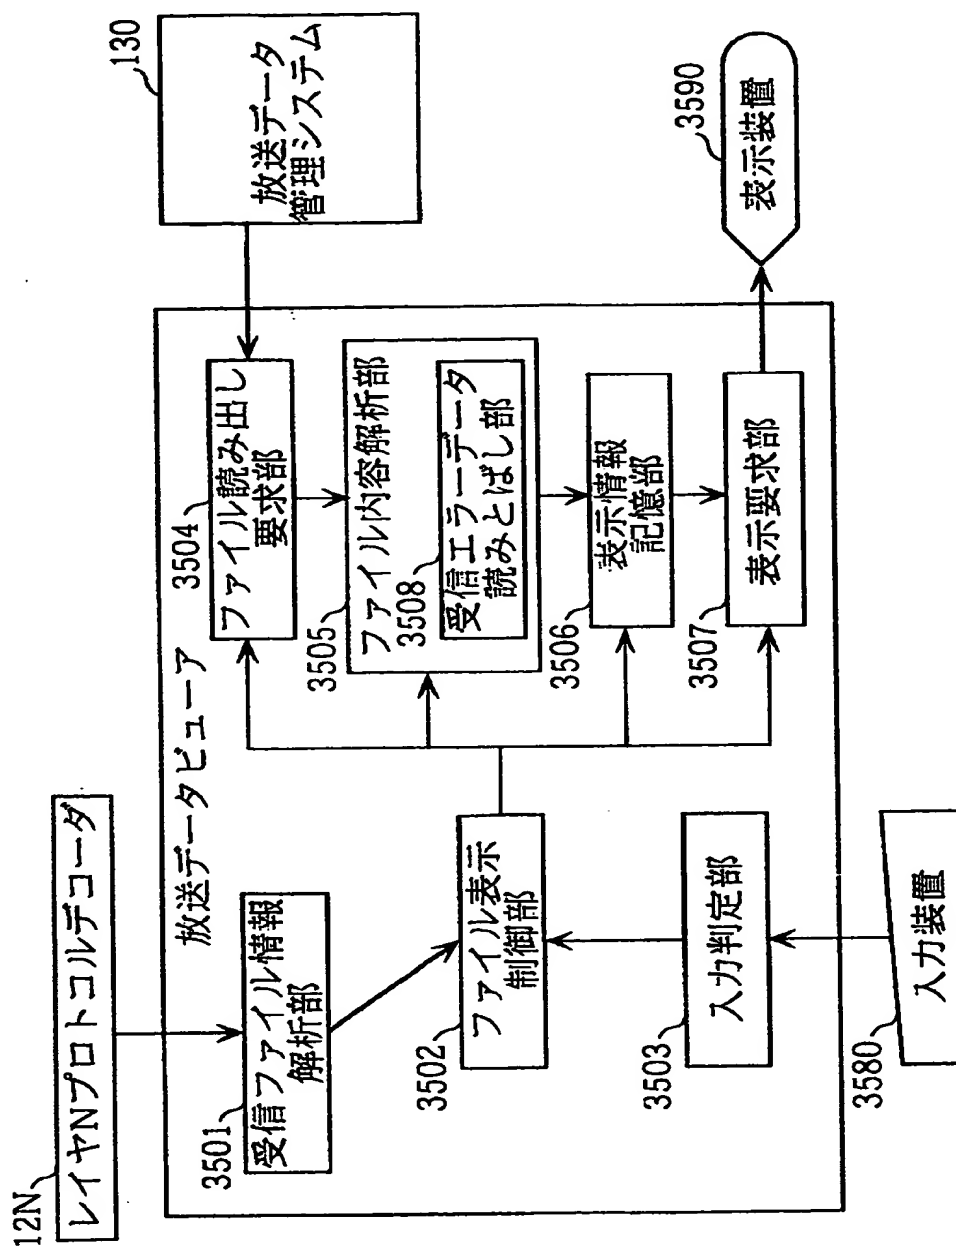 12N
レイヤNプロトコルデコーダ
130
放送データ
管理システム
放送データビューア
3501
受信ファイル情報
解析部
3504
ファイル読み出し
要求部
3505
ファイル内容解析部
3508
受信エラーデータ
読みとばし部
3502
ファイル表示
制御部
3506
表示情報
記憶部
3503
入力判定部
3507
表示要求部
3580
入力装置
3590
表示装置